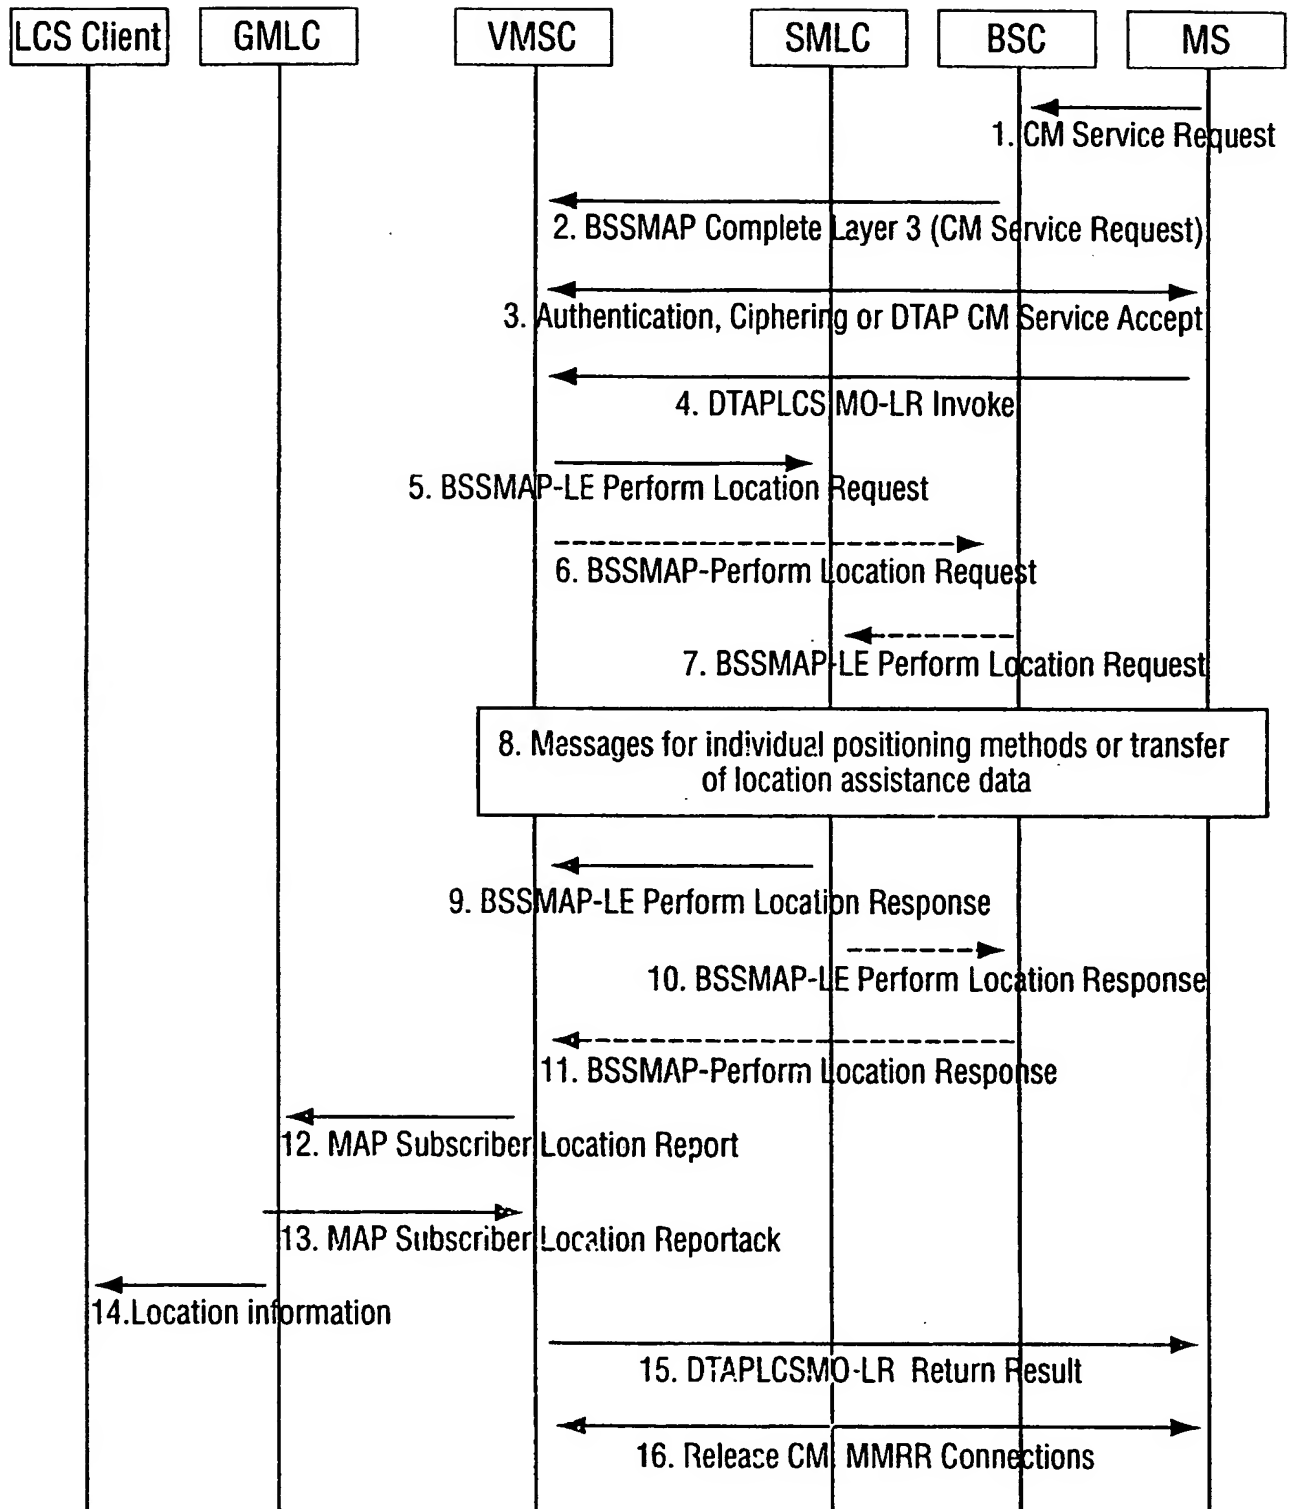 LCS Client GMLC VMSC SMLC BSC MS
1. CM Service Request
2. BSSMAP Complete Layer 3 (CM Service Request)
3. Authentication, Ciphering or DTAP CM Service Accept
4. DTAPLCS MO-LR Invoke
5. BSSMAP-LE Perform Location Request
6. BSSMAP-Perform Location Request
7. BSSMAP-LE Perform Location Request
8. Messages for individual positioning methods or transfer
of location assistance data
9. BSSMAP-LE Perform Location Response
10. BSSMAP-LE Perform Location Response
11. BSSMAP-Perform Location Response
12. MAP Subscriber Location Report
13. MAP Subscriber Location Reportack
14.Location information
15. DTAPLCSMO-LR Return Result
16. Release CM, MMRR Connections